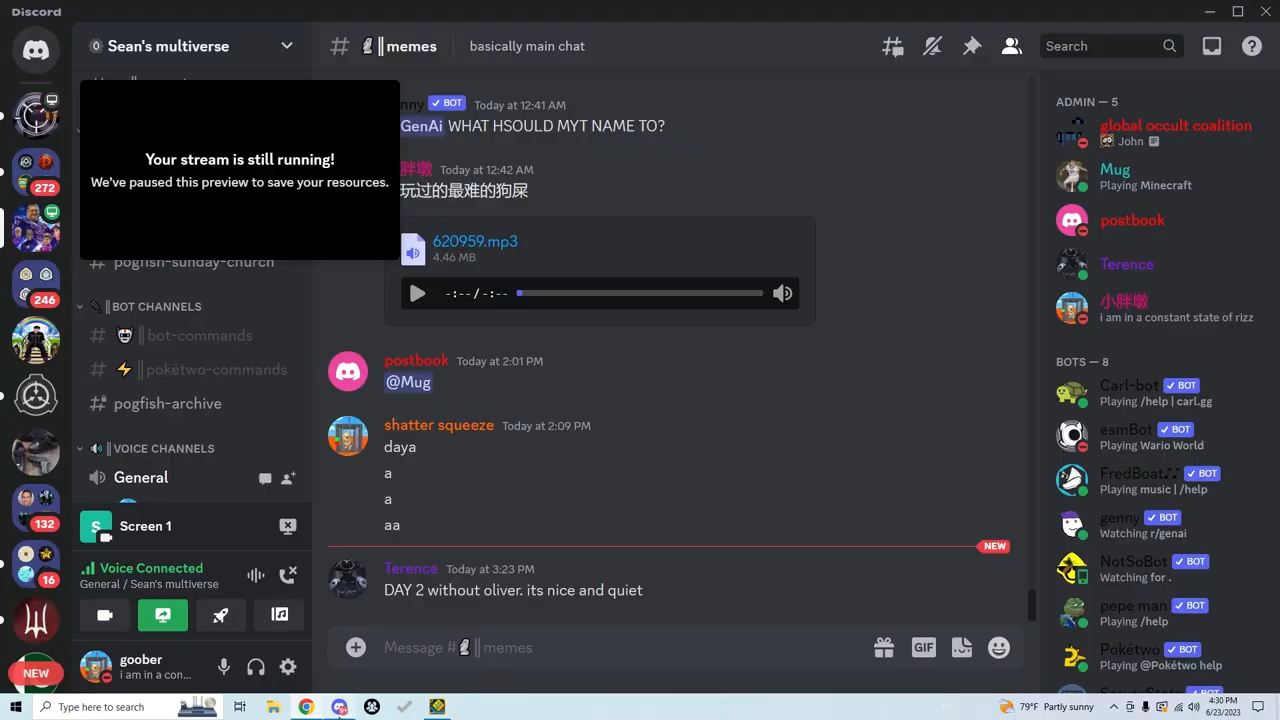 Discord
Sean's multiverse
memes
basically main chat
Search
Your stream is still running!
We've paused this preview to save your resources.
272
246
132
16
NEW
pogfish-sunday-church
BOT CHANNELS
bot-commands
pokétwo-commands
pogfish-archive
VOICE CHANNELS
General
S
Screen 1
Voice Connected
General / Sean's multiverse
goober
i am in a con...
BOT Today at 12:41 AM
GenAi WHAT HSOULD MYT NAME TO?
胖墩 Today at 12:42 AM
玩过的最难的狗屎
620959.mp3
4.46 MB
-:-- / -:--
postbook Today at 2:01 PM
@Mug
shatter squeeze Today at 2:09 PM
daya
a
a
aa
NEW
Terence Today at 3:23 PM
DAY 2 without oliver. its nice and quiet
Message # memes
GIF
ADMIN — 5
global occult coalition
John
Mug
Playing Minecraft
postbook
Terence
小胖墩
i am in a constant state of rizz
BOTS — 8
Carl-bot BOT
Playing /help | carl.gg
esmBot BOT
Playing Wario World
FredBoat♪♪ BOT
Playing music | /help
genny BOT
Watching r/genai
NotSoBot BOT
Watching for .
pepe man BOT
Playing /help
Pokétwo BOT
Playing @Pokétwo help
Type here to search
79°F Partly sunny
4:30 PM
6/23/2023